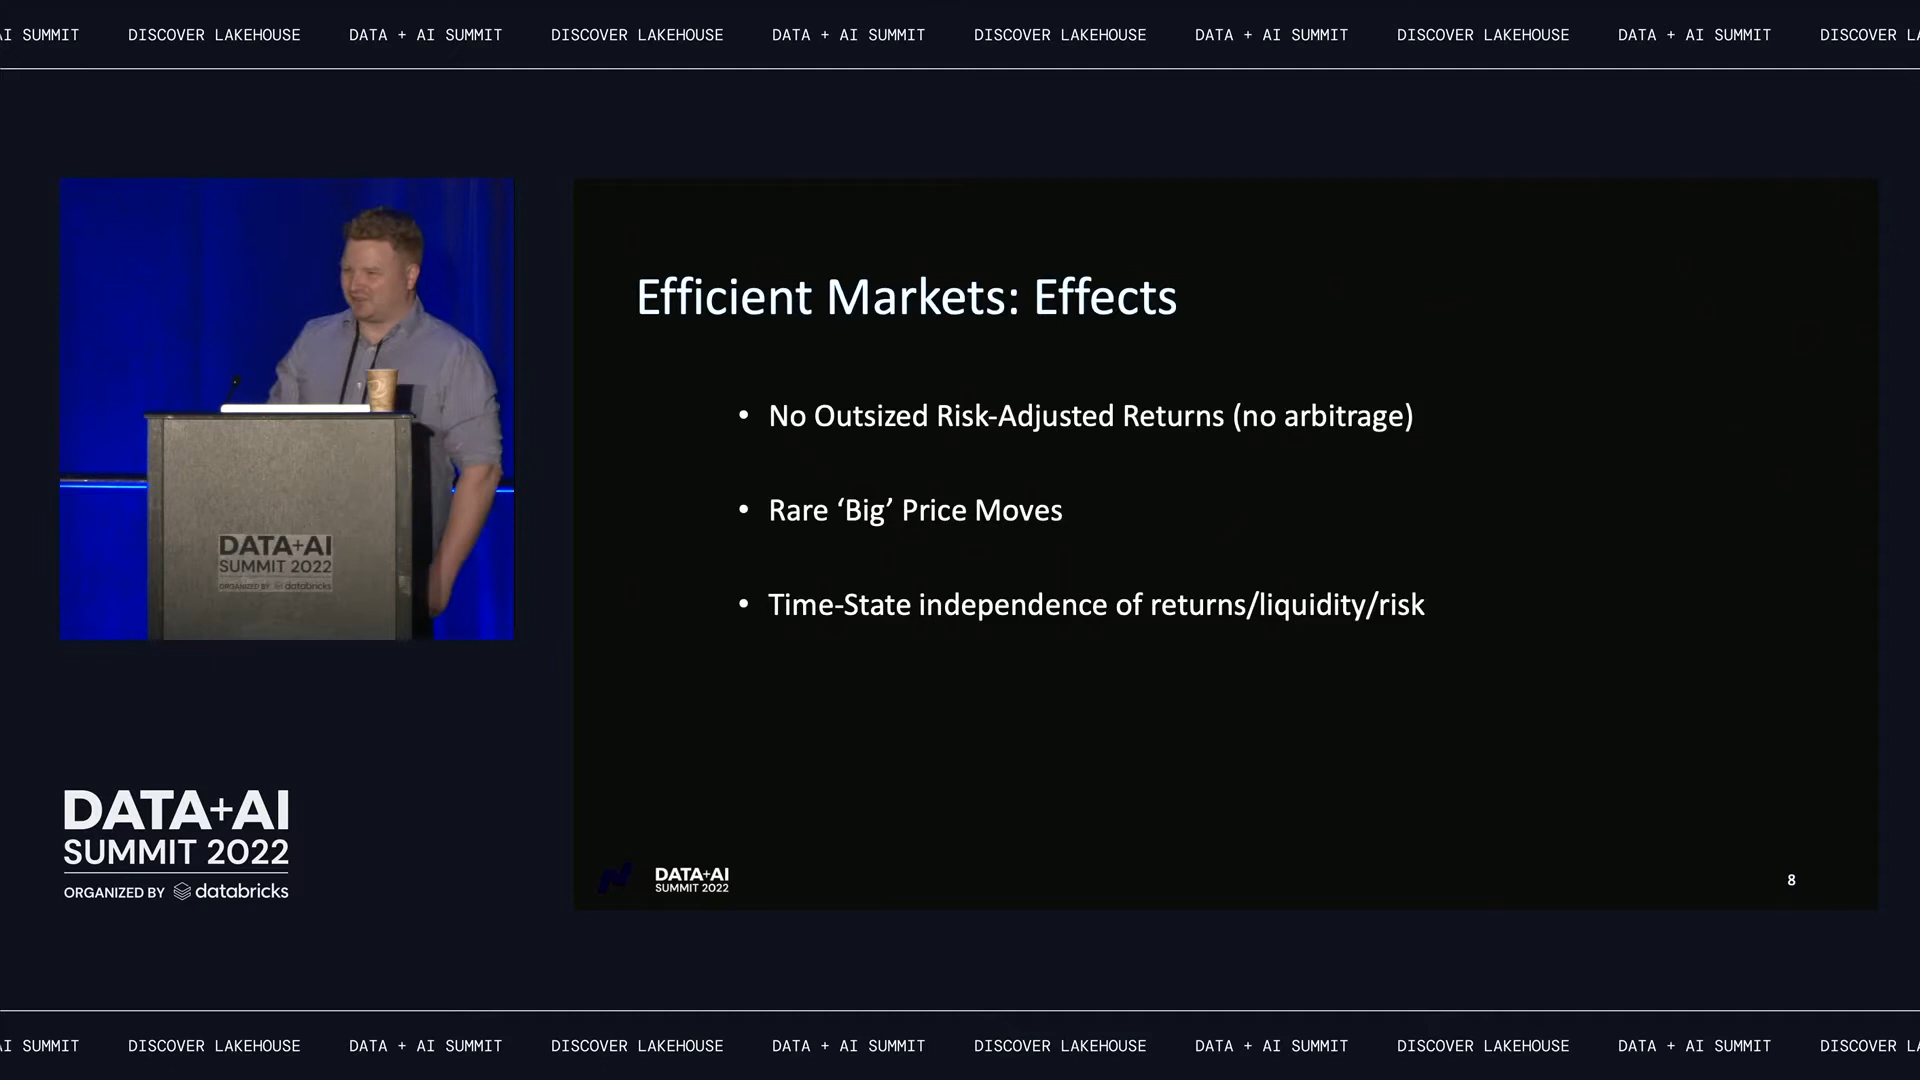 AI SUMMIT DISCOVER LAKEHOUSE DATA + AI SUMMIT DISCOVER LAKEHOUSE DATA + AI SUMMIT DISCOVER LAKEHOUSE DATA + AI SUMMIT DISCOVER LAKEHOUSE DATA + AI SUMMIT DISCOVER LA
DATA+AI
SUMMIT 2022
ORGANIZED BY databricks
Efficient Markets: Effects
• No Outsized Risk-Adjusted Returns (no arbitrage)
• Rare ‘Big’ Price Moves
• Time-State independence of returns/liquidity/risk
DATA+AI
SUMMIT 2022
8
DATA+AI
SUMMIT 2022
ORGANIZED BY databricks
AI SUMMIT DISCOVER LAKEHOUSE DATA + AI SUMMIT DISCOVER LAKEHOUSE DATA + AI SUMMIT DISCOVER LAKEHOUSE DATA + AI SUMMIT DISCOVER LAKEHOUSE DATA + AI SUMMIT DISCOVER LA